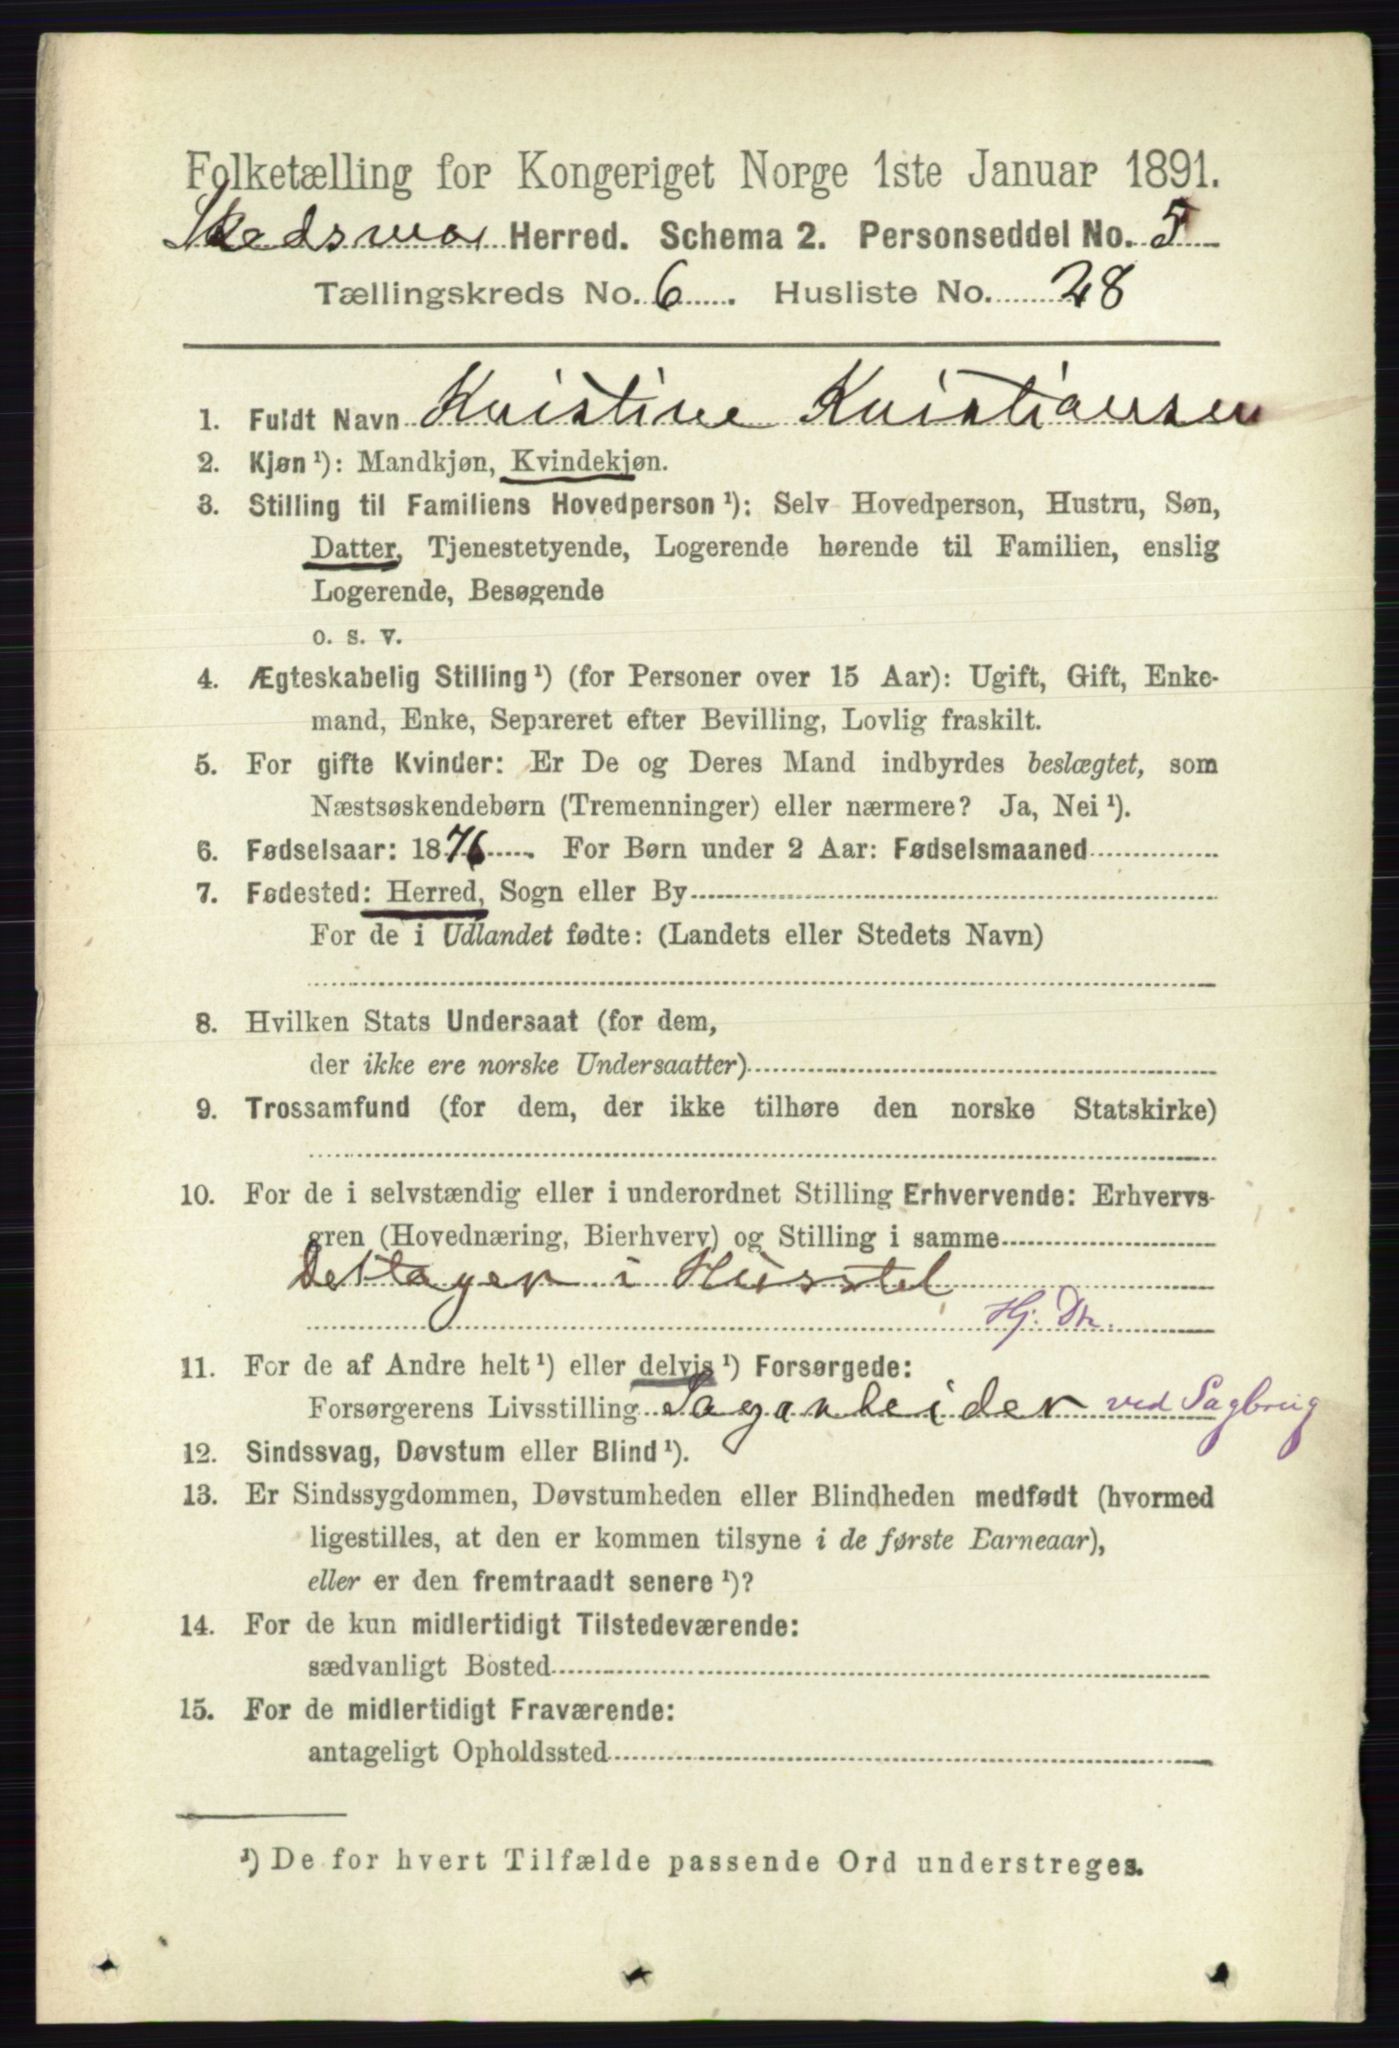 Folketælling for Kongeriget Norge 1ste Januar 1891.
Skedsmo Herred. Schema 2. Personseddel No. 5
Tællingskreds No. 6. Husliste No. 28
1. Fuldt Navn Kristine Kristiansen
2. Kjøn ¹): Mandkjøn, Kvindekjøn.
3. Stilling til Familiens Hovedperson ¹): Selv Hovedperson, Hustru, Søn,
Datter, Tjenestetyende, Logerende hørende til Familien, enslig
Logerende, Besøgende
o. s. v.
4. Ægteskabelig Stilling ¹) (for Personer over 15 Aar): Ugift, Gift, Enke-
mand, Enke, Separeret efter Bevilling, Lovlig fraskilt.
5. For gifte Kvinder: Er De og Deres Mand indbyrdes beslægtet, som
Næstsøskendebørn (Tremenninger) eller nærmere? Ja, Nei ¹).
6. Fødselsaar: 1876. For Børn under 2 Aar: Fødselsmaaned
7. Fødested: Herred, Sogn eller By
For de i Udlandet fødte: (Landets eller Stedets Navn)
8. Hvilken Stats Undersaat (for dem,
der ikke ere norske Undersaatter)
9. Trossamfund (for dem, der ikke tilhøre den norske Statskirke)
10. For de i selvstændig eller i underordnet Stilling Erhvervende: Erhvervs-
gren (Hovednæring, Bierhverv) og Stilling i samme
Deltager i Husstel
Hj. Dtr.
11. For de af Andre helt ¹) eller delvis ¹) Forsørgede:
Forsørgerens Livsstilling Sagarbeider ved Sagbrug
12. Sindssvag, Døvstum eller Blind ¹).
13. Er Sindssygdommen, Døvstumheden eller Blindheden medfødt (hvormed
ligestilles, at den er kommen tilsyne i de første Barneaar),
eller er den fremtraadt senere ¹)?
14. For de kun midlertidigt Tilstedeværende:
sædvanligt Bosted
15. For de midlertidigt Fraværende:
antageligt Opholdssted
¹) De for hvert Tilfælde passende Ord understreges.